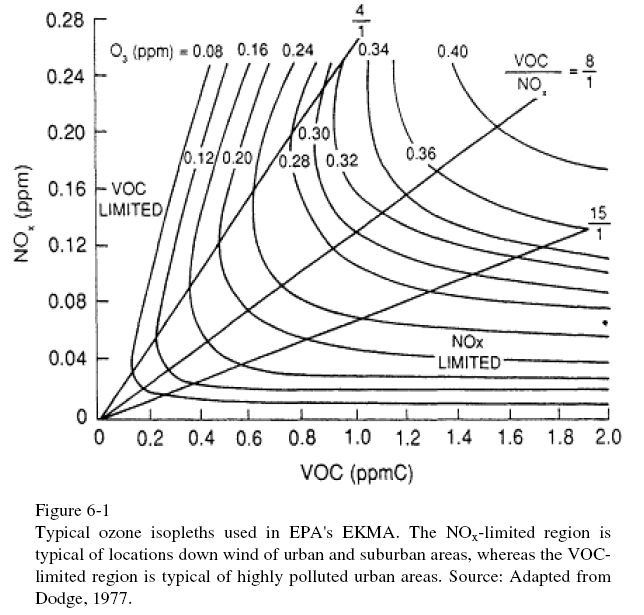 4
1
0.28
O₃ (ppm) = 0.08 0.16 0.24 0.34 0.40
VOC/NOₓ = 8/1
0.24
0.20
0.30
0.12 0.20 0.28 0.32 0.36
0.16
VOC
LIMITED
15
1
NOₓ (ppm)
0.12
0.08
NOx
LIMITED
0.04
0
0 0.2 0.4 0.6 0.8 1.0 1.2 1.4 1.6 1.8 2.0
VOC (ppmC)
Figure 6-1
Typical ozone isopleths used in EPA's EKMA. The NOₓ-limited region is
typical of locations down wind of urban and suburban areas, whereas the VOC-
limited region is typical of highly polluted urban areas. Source: Adapted from
Dodge, 1977.